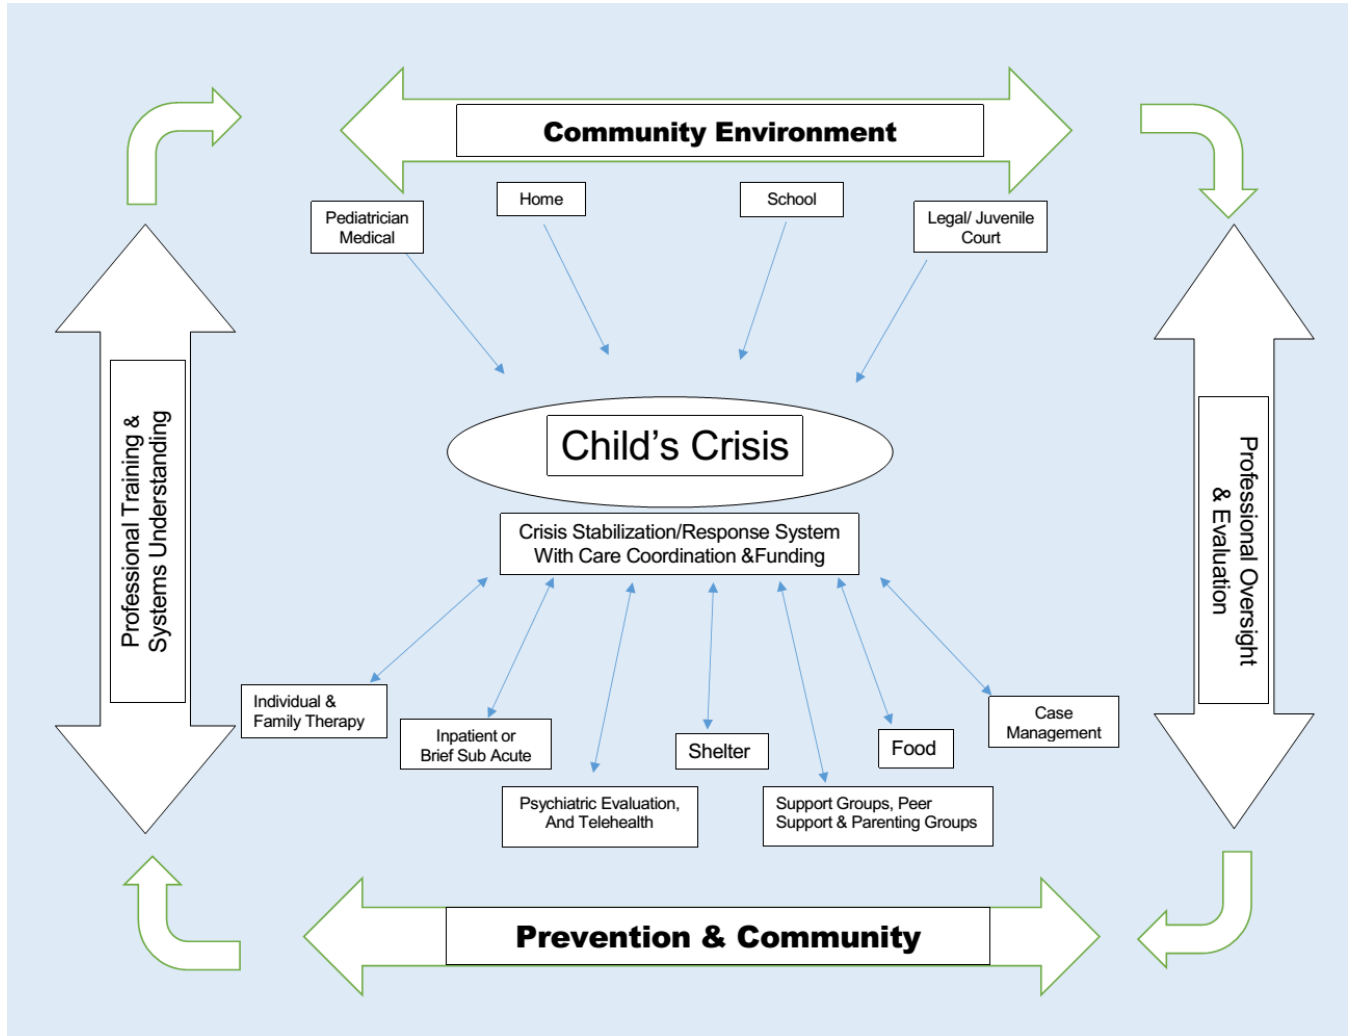 Community Environment
Pediatrician
Medical
Home
School
Legal/ Juvenile
Court
Professional Training &
Systems Understanding
Child's Crisis
Professional Oversight
& Evaluation
Crisis Stabilization/Response System
With Care Coordination &Funding
Individual &
Family Therapy
Inpatient or
Brief Sub Acute
Psychiatric Evaluation,
And Telehealth
Shelter
Support Groups, Peer
Support & Parenting Groups
Food
Case
Management
Prevention & Community